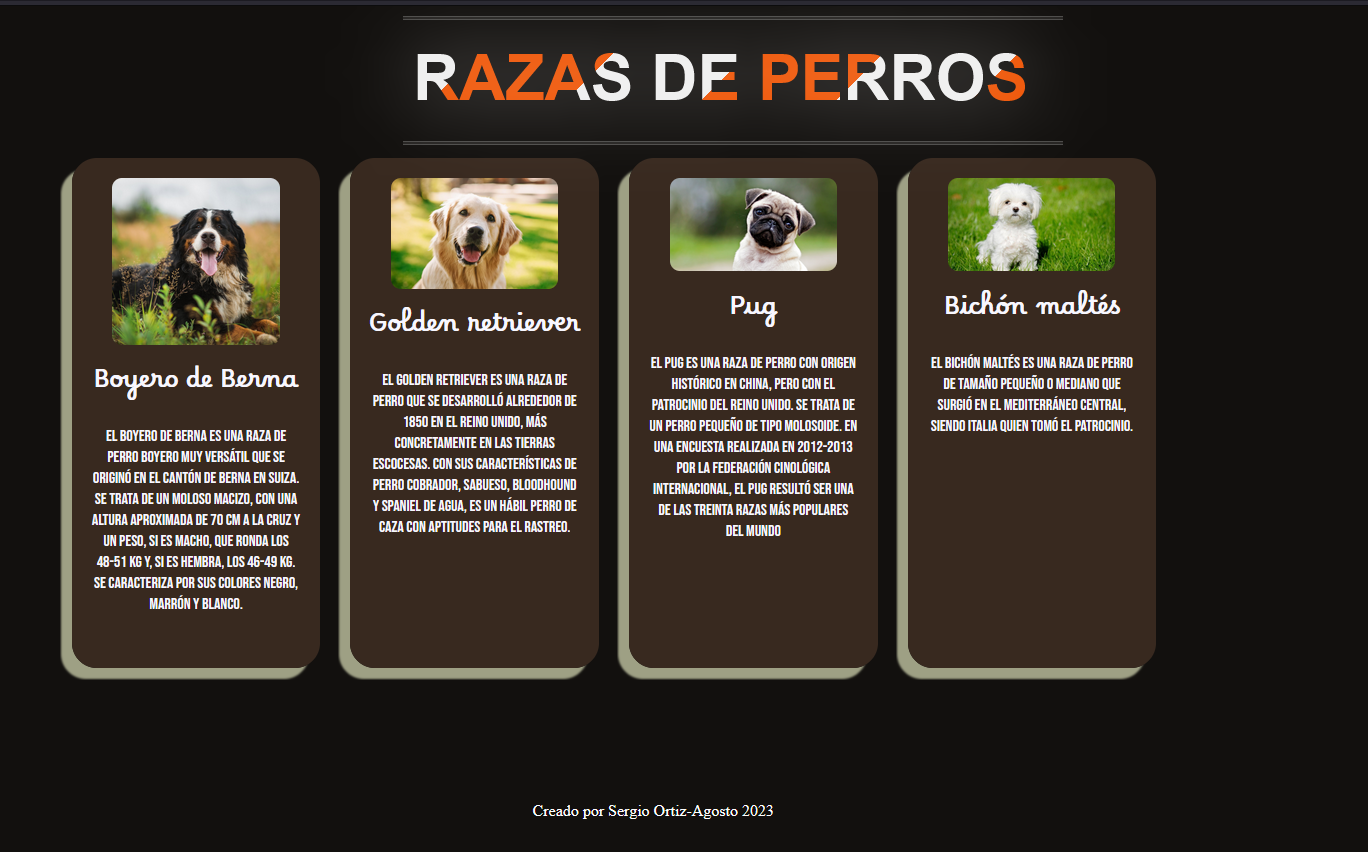 RAZAS DE PERROS
Boyero de Berna
EL BOYERO DE BERNA ES UNA RAZA DE
PERRO BOYERO MUY VERSÁTIL QUE SE
ORIGINÓ EN EL CANTÓN DE BERNA EN SUIZA.
SE TRATA DE UN MOLOSO MACIZO, CON UNA
ALTURA APROXIMADA DE 70 CM A LA CRUZ Y
UN PESO, SI ES MACHO, QUE RONDA LOS
48-51 KG Y, SI ES HEMBRA, LOS 46-49 KG.
SE CARACTERIZA POR SUS COLORES NEGRO,
MARRÓN Y BLANCO.
Golden retriever
EL GOLDEN RETRIEVER ES UNA RAZA DE
PERRO QUE SE DESARROLLÓ ALREDEDOR DE
1850 EN EL REINO UNIDO, MÁS
CONCRETAMENTE EN LAS TIERRAS
ESCOCESAS. CON SUS CARACTERÍSTICAS DE
PERRO COBRADOR, SABUESO, BLOODHOUND
Y SPANIEL DE AGUA, ES UN HÁBIL PERRO DE
CAZA CON APTITUDES PARA EL RASTREO.
Pug
EL PUG ES UNA RAZA DE PERRO CON ORIGEN
HISTÓRICO EN CHINA, PERO CON EL
PATROCINIO DEL REINO UNIDO. SE TRATA DE
UN PERRO PEQUEÑO DE TIPO MOLOSOIDE. EN
UNA ENCUESTA REALIZADA EN 2012-2013
POR LA FEDERACIÓN CINOLÓGICA
INTERNACIONAL, EL PUG RESULTÓ SER UNA
DE LAS TREINTA RAZAS MÁS POPULARES
DEL MUNDO
Bichón maltés
EL BICHÓN MALTÉS ES UNA RAZA DE PERRO
DE TAMAÑO PEQUEÑO O MEDIANO QUE
SURGIÓ EN EL MEDITERRÁNEO CENTRAL,
SIENDO ITALIA QUIEN TOMÓ EL PATROCINIO.
Creado por Sergio Ortiz-Agosto 2023